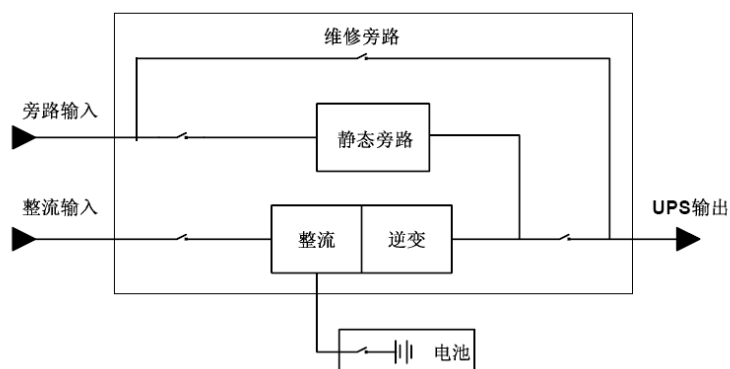 维修旁路
旁路输入
静态旁路
整流输入
UPS输出
整流
逆变
电池